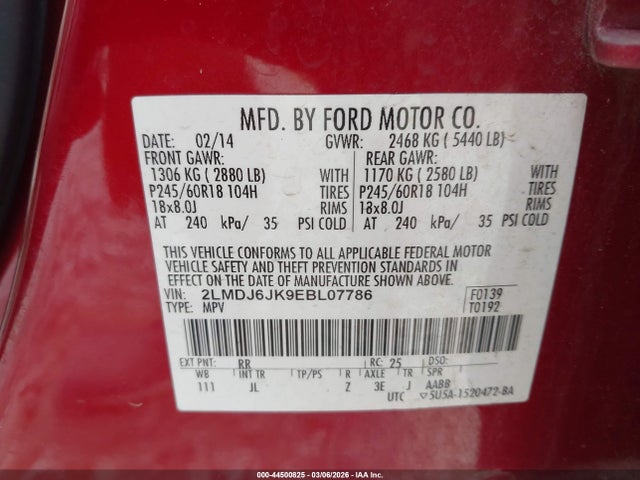 MFD. BY FORD MOTOR CO.
DATE: 02/14 GVWR: 2468 KG ( 5440 LB)
FRONT GAWR: REAR GAWR:
1306 KG ( 2880 LB) WITH 1170 KG ( 2580 LB) WITH
P245/60R18 104H TIRES P245/60R18 104H TIRES
18x8.0J RIMS 18x8.0J RIMS
AT 240 kPa/ 35 PSI COLD AT 240 kPa/ 35 PSI COLD
THIS VEHICLE CONFORMS TO ALL APPLICABLE FEDERAL MOTOR
VEHICLE SAFETY AND THEFT PREVENTION STANDARDS IN
EFFECT ON THE DATE OF MANUFACTURE SHOWN ABOVE.
VIN: 2LMDJ6JK9EBL07786 F0139
TYPE: MPV T0192
EXT PNT: RR RC: 25 DSO:
WB INT TR TP/PS R AXLE TR SPR
111 JL Z 3E J AABB
UTC ▽5U5A-1520472-BA
000-44500825 - 03/06/2026 - IAA, Inc.